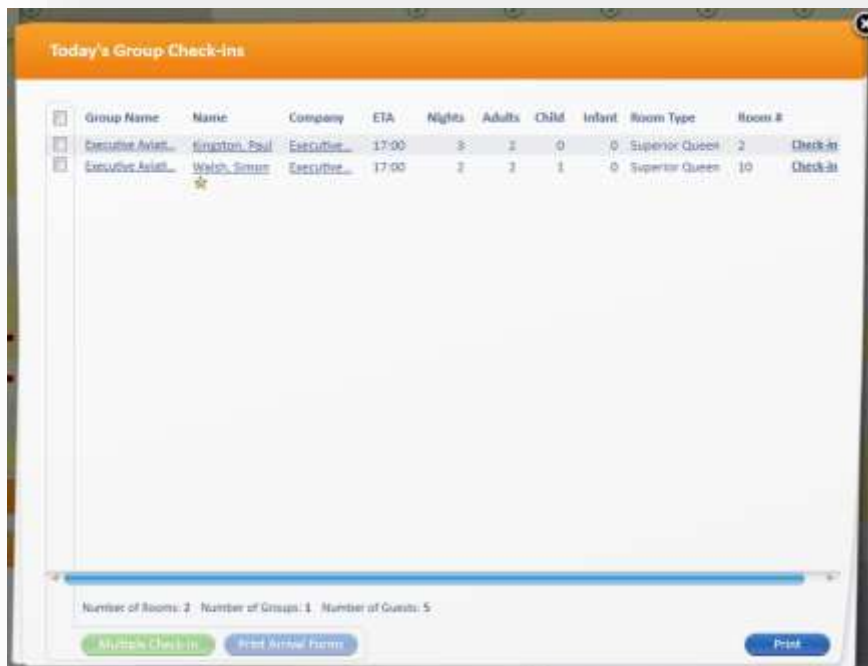 Today's Group Check-ins
Group Name Name Company ETA Nights Adults Child Infant Room Type Room #
Executive Aviati... Kingston, Paul Executive... 17:00 3 2 0 0 Superior Queen 2 Check-in
Executive Aviati... Walsh, Simon Executive... 17:00 2 2 1 0 Superior Queen 10 Check-in
Number of Rooms: 2 Number of Groups: 1 Number of Guests: 5
Multiple Check-in Print Arrival Forms Print